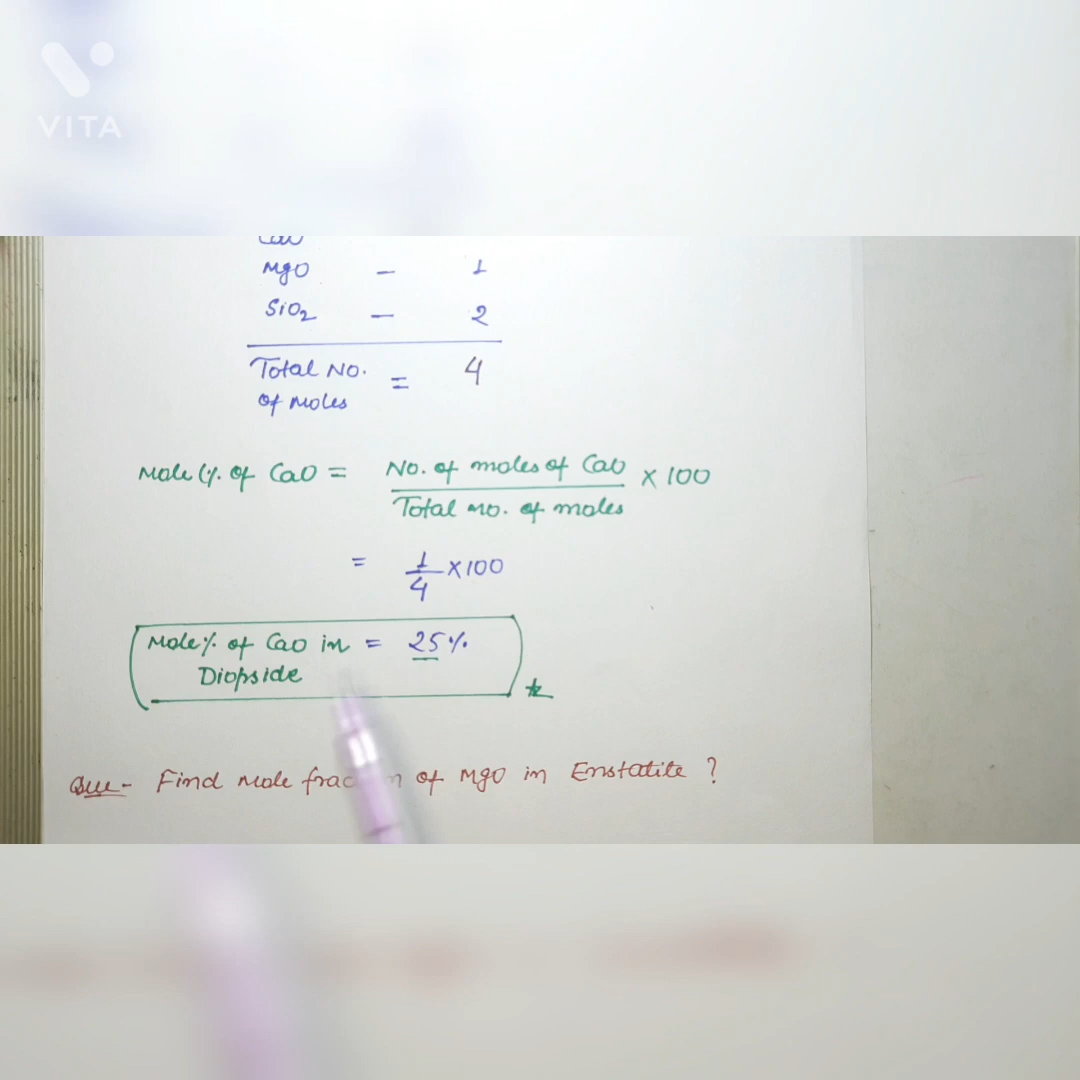 VITA
MgO - 1
SiO2 - 2
Total No. of moles = 4
Mole % of CaO = No. of moles of CaO / Total no. of moles × 100
= 1/4 × 100
Mole % of CaO in = 25 %
Diopside
Que - Find mole of MgO in Enstatite ?